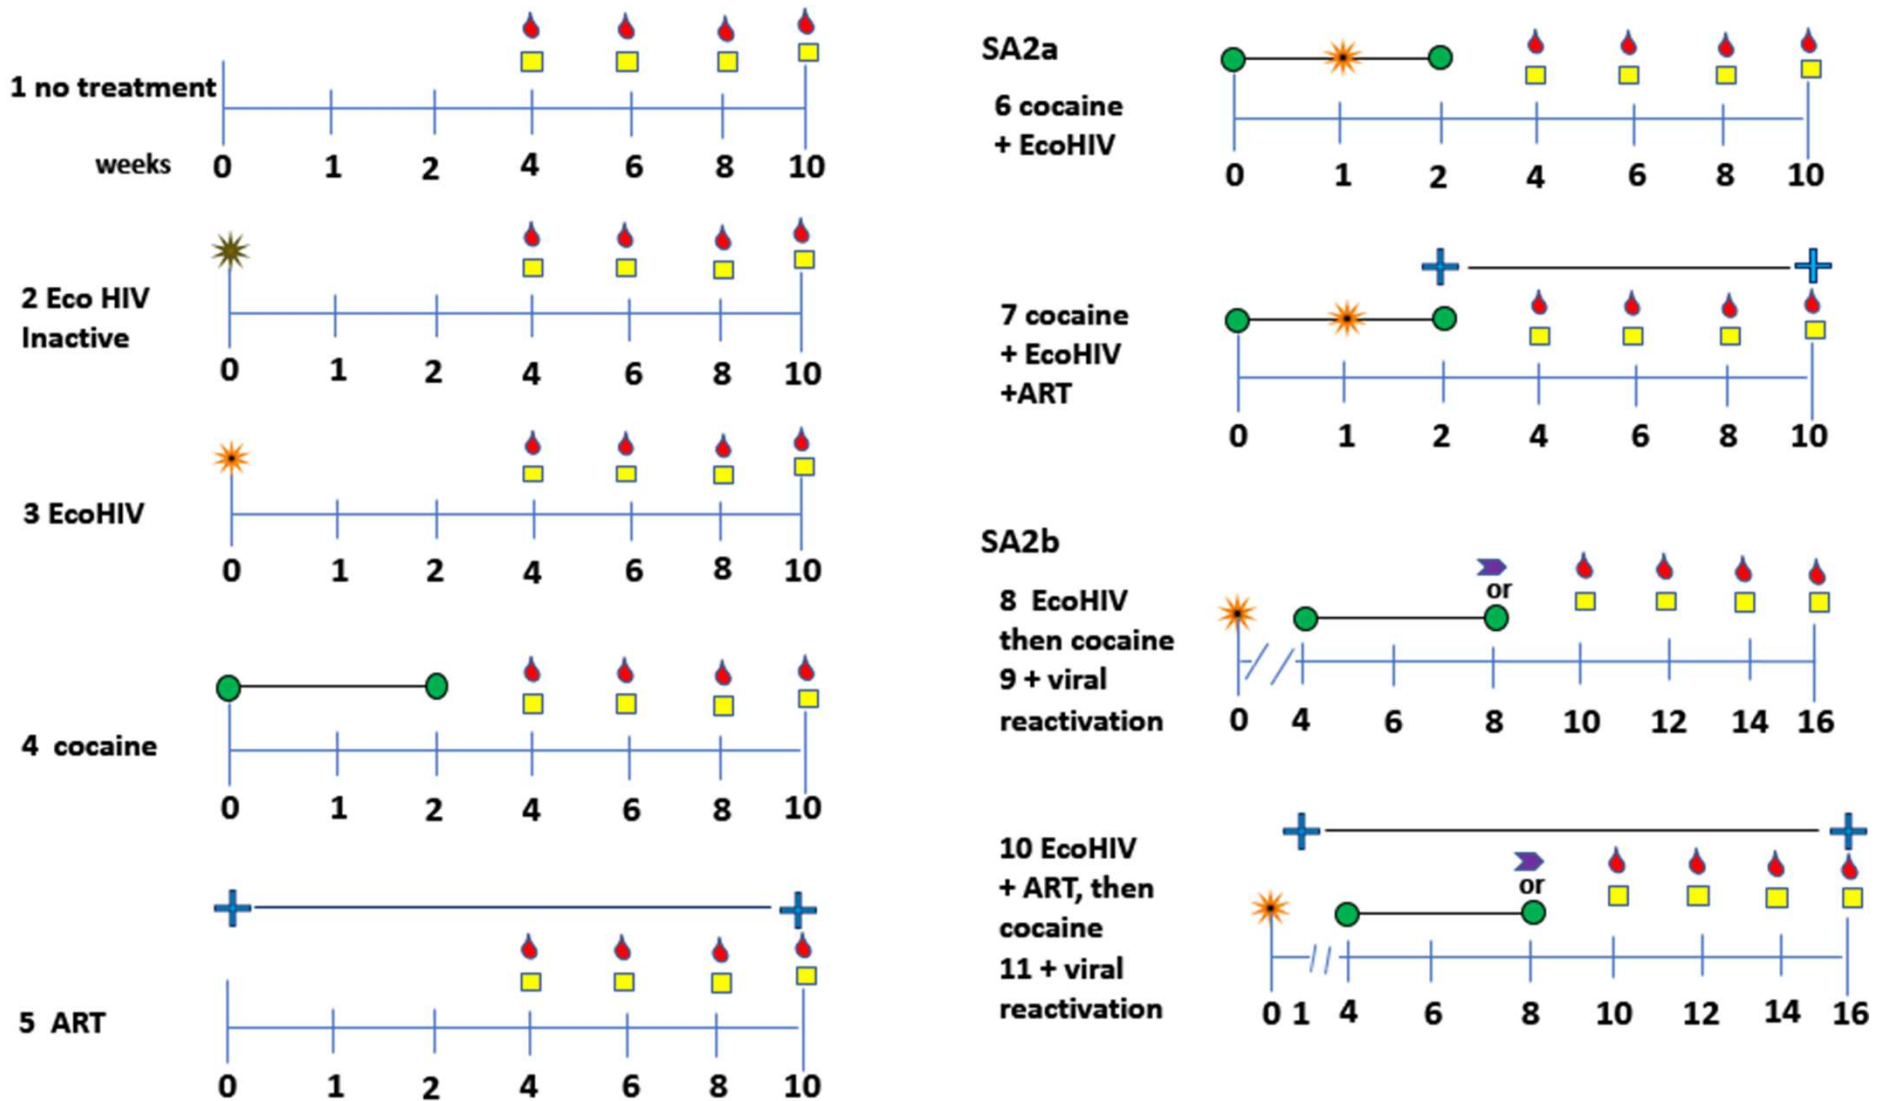 1 no treatment
weeks
0 1 2 4 6 8 10
2 Eco HIV
Inactive
0 1 2 4 6 8 10
3 EcoHIV
0 1 2 4 6 8 10
4 cocaine
0 1 2 4 6 8 10
5 ART
0 1 2 4 6 8 10
SA2a
6 cocaine
+ EcoHIV
0 1 2 4 6 8 10
7 cocaine
+ EcoHIV
+ART
0 1 2 4 6 8 10
SA2b
or
8 EcoHIV
then cocaine
9 + viral
reactivation
0 4 6 8 10 12 14 16
10 EcoHIV
+ ART, then
or
cocaine
11 + viral
reactivation
0 1 4 6 8 10 12 14 16